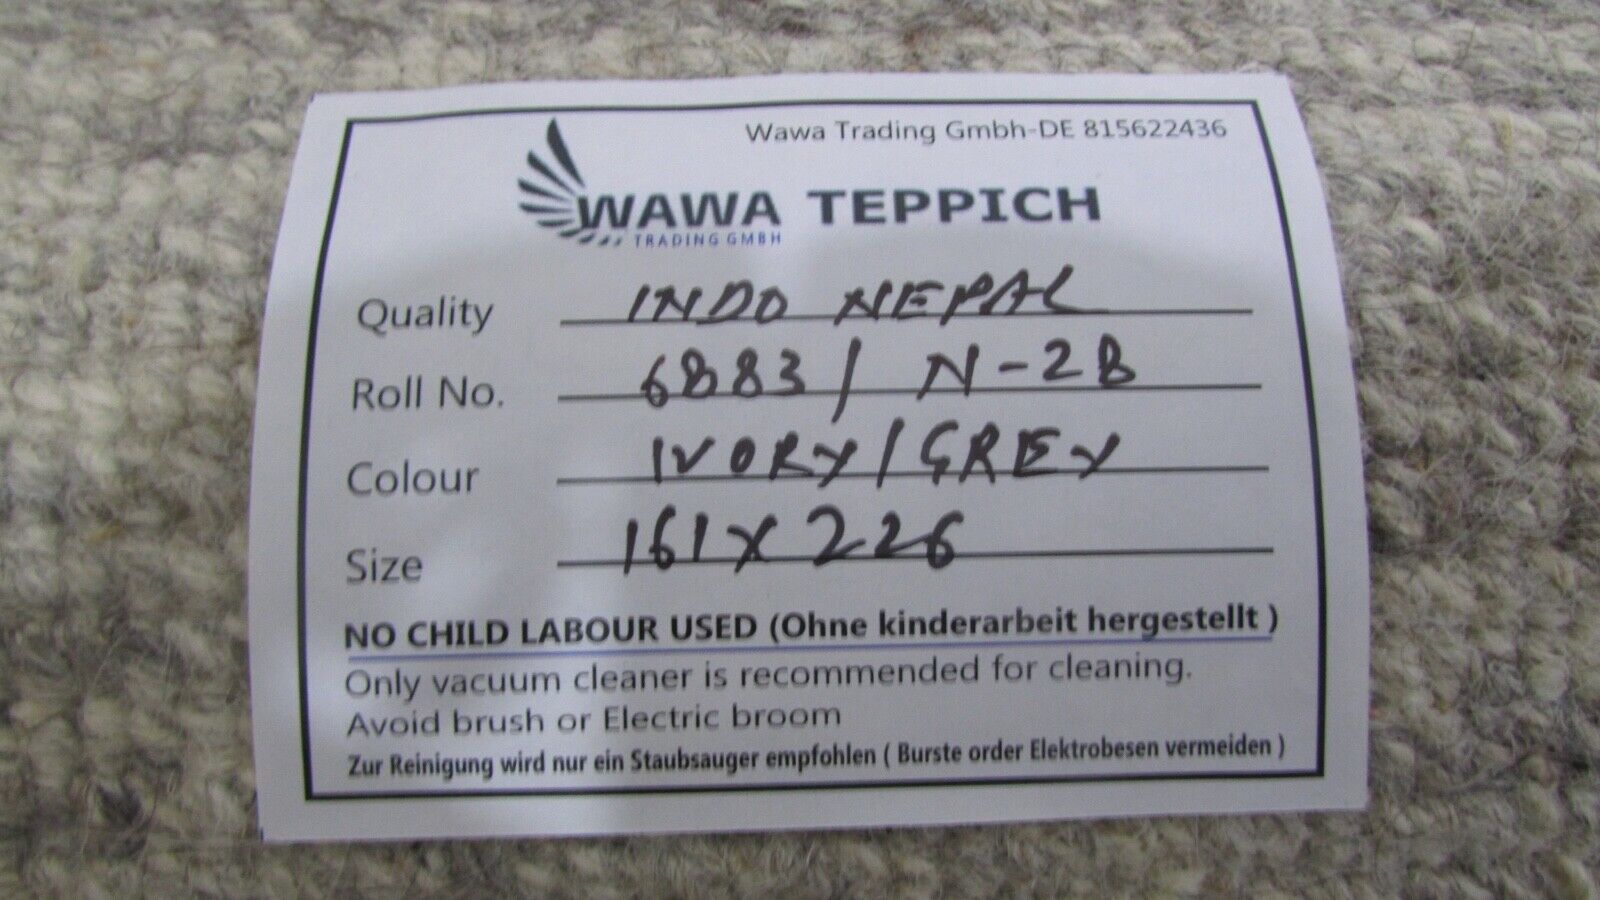 Wawa Trading Gmbh-DE 815622436
WAWA TEPPICH
TRADING GMBH
Quality INDO NEPAL
Roll No. 6883 / N-2B
Colour IVORY / GREY
Size 161 X 226
NO CHILD LABOUR USED (Ohne kinderarbeit hergestellt )
Only vacuum cleaner is recommended for cleaning.
Avoid brush or Electric broom
Zur Reinigung wird nur ein Staubsauger empfohlen ( Burste order Elektrobesen vermeiden )